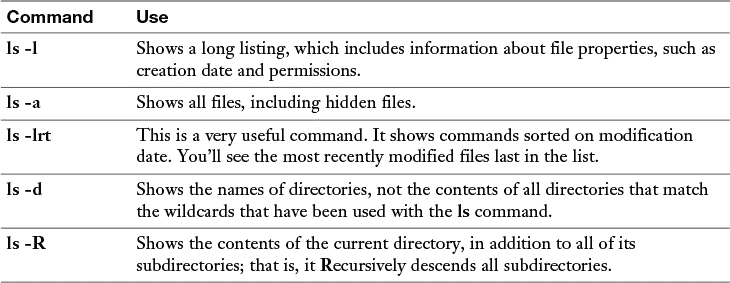 Command Use
ls -l Shows a long listing, which includes information about file properties, such as
creation date and permissions.
ls -a Shows all files, including hidden files.
ls -lrt This is a very useful command. It shows commands sorted on modification
date. You'll see the most recently modified files last in the list.
ls -d Shows the names of directories, not the contents of all directories that match
the wildcards that have been used with the ls command.
ls -R Shows the contents of the current directory, in addition to all of its
subdirectories; that is, it Recursively descends all subdirectories.